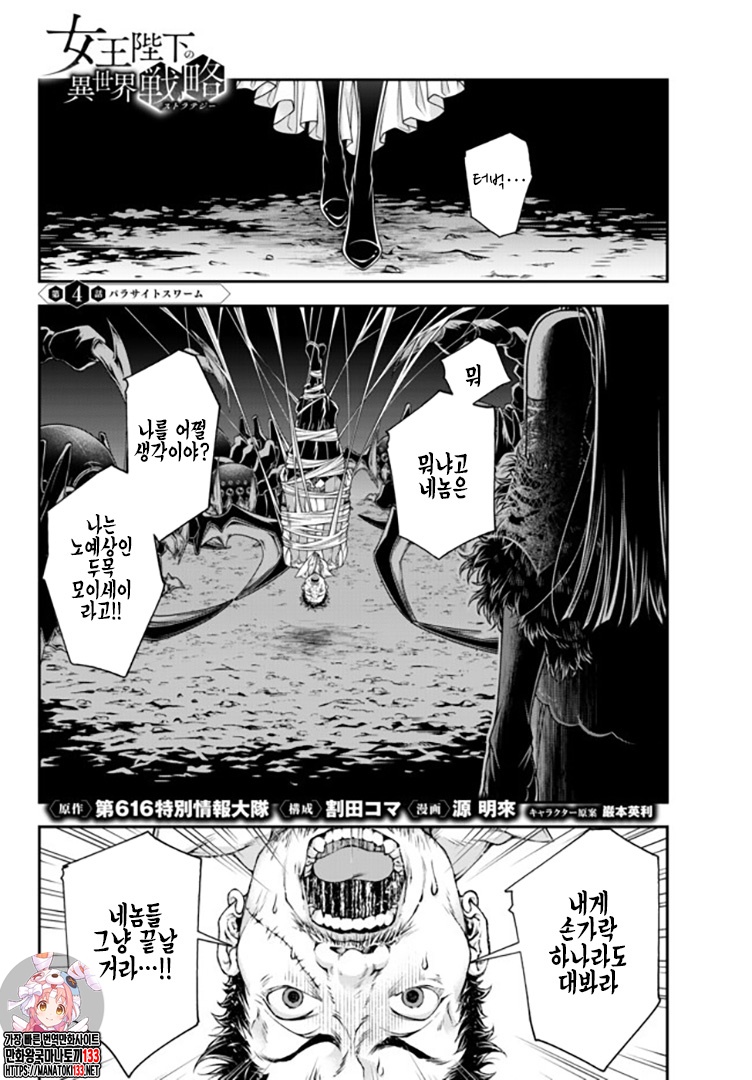 女王陛下の
異世界戦略
ストラテジー
터벅···
第4話 パラサイトスワーム
뭐
뭐냐고
네놈은
나를 어쩔
생각이야?
나는
노예상인
두목
모이세이
라고!!
原作 第616特別情報大隊 構成 割田コマ 漫画 源 明來 キャラクター原案 巌本英利
내게
손가락
하나라도
대봐라
네놈들
그냥 끝날
거라···!!
가장 빠른 번역만화사이트
만화왕국마나토끼133
HTTPS://MANATOKI133.NET